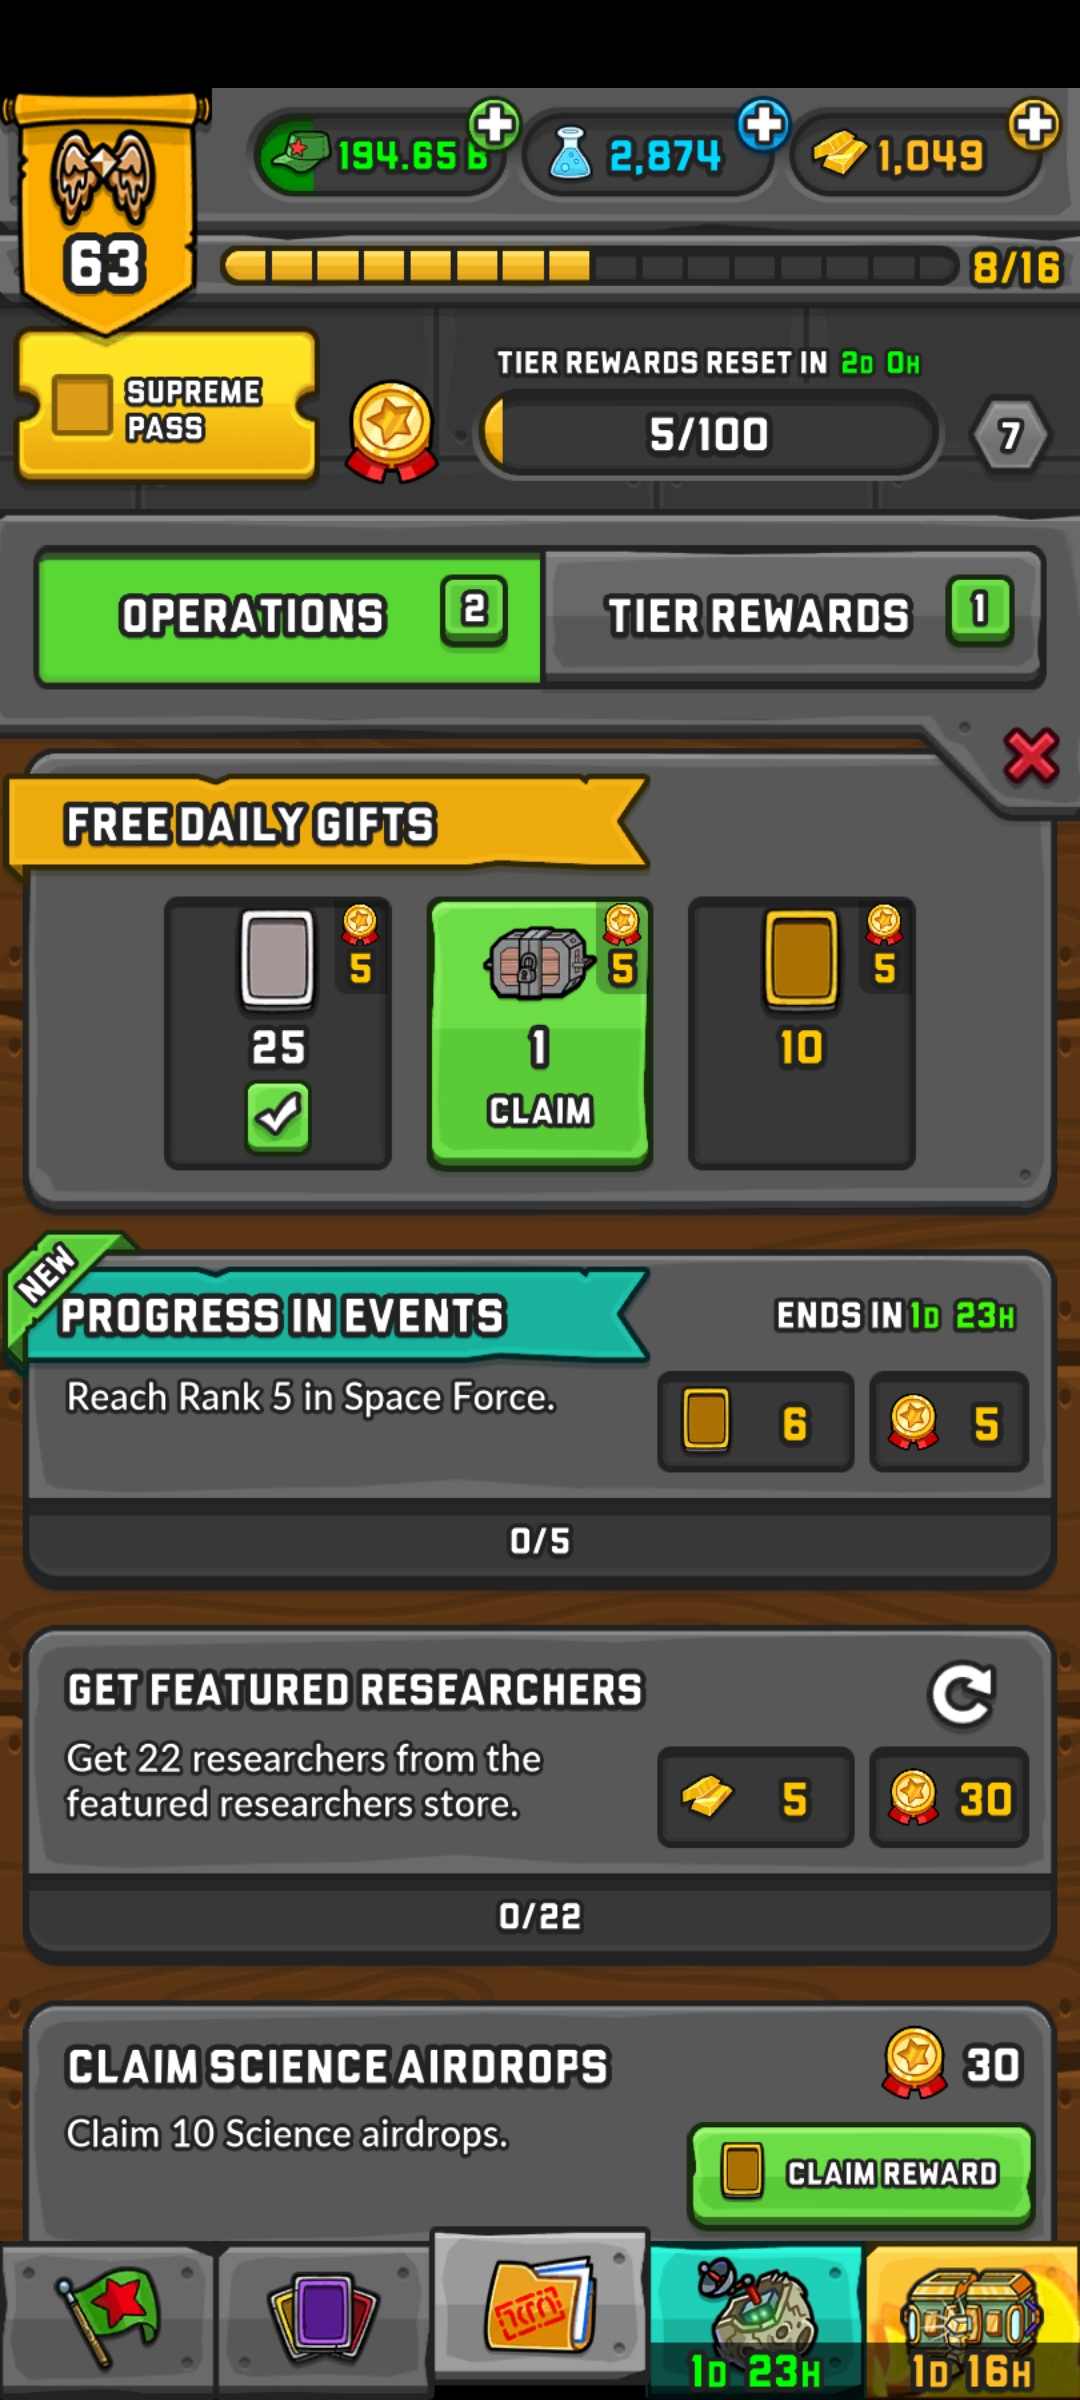 194.65 B
2,874
1,049
63
8/16
SUPREME
PASS
TIER REWARDS RESET IN 2D 0H
5/100
7
OPERATIONS 2
TIER REWARDS 1
FREE DAILY GIFTS
5
5
5
25
1
10
CLAIM
NEW
PROGRESS IN EVENTS
ENDS IN 1D 23H
Reach Rank 5 in Space Force.
6
5
0/5
GET FEATURED RESEARCHERS
Get 22 researchers from the
featured researchers store.
5
30
0/22
CLAIM SCIENCE AIRDROPS
30
Claim 10 Science airdrops.
CLAIM REWARD
1D 23H
1D 16H